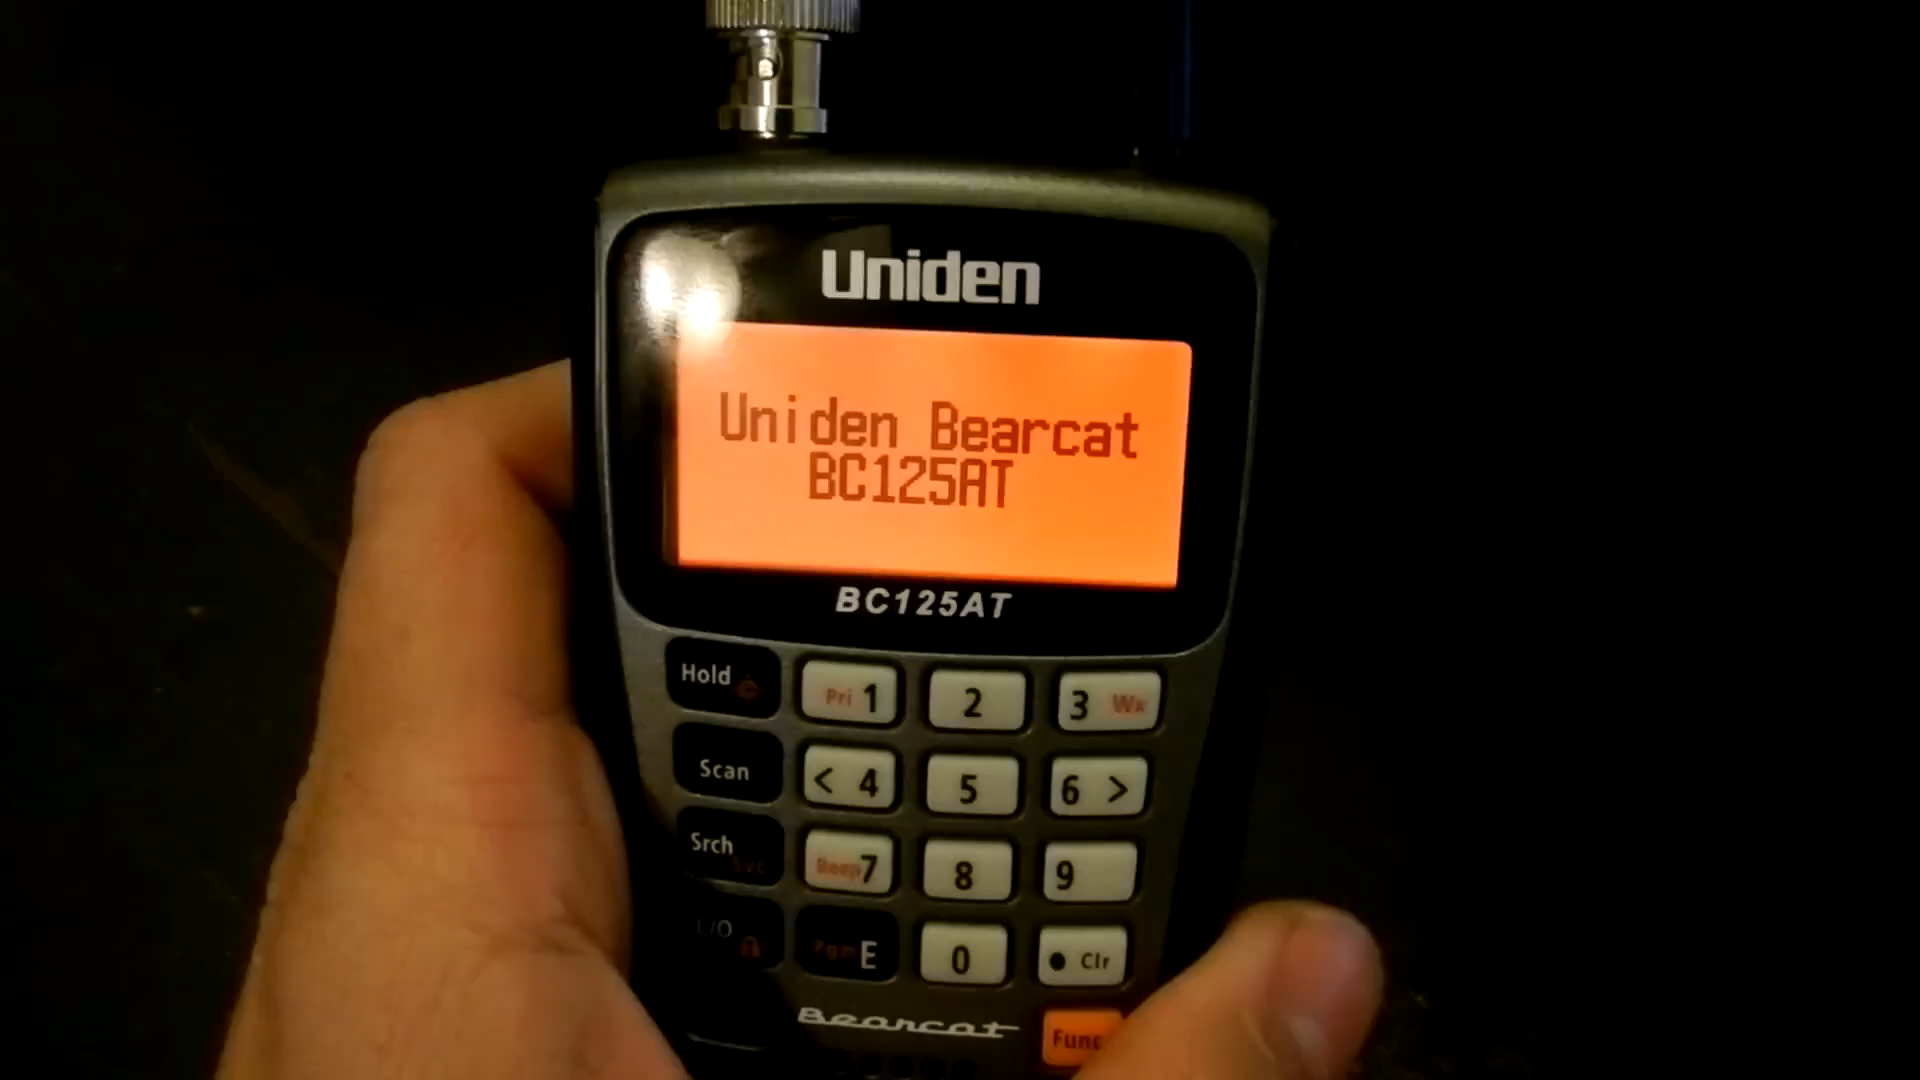 Uniden
Uniden Bearcat
BC125AT
BC125AT
Hold
Pri 1
2
3 Wx
Scan
< 4
5
6 >
Srch
Svc
Beep 7
8
9
L/O
Pgm E
0
• Clr
Bearcat
Func